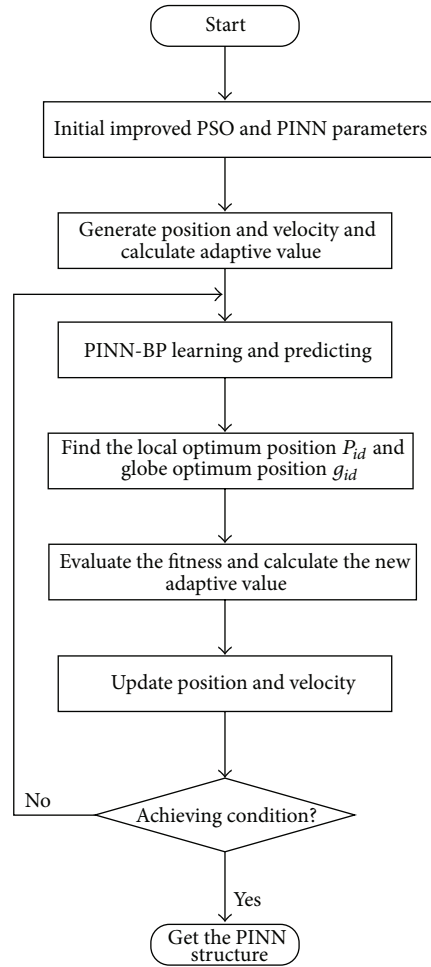 Start
Initial improved PSO and PINN parameters
Generate position and velocity and
calculate adaptive value
PINN-BP learning and predicting
Find the local optimum position P_id and
globe optimum position g_id
Evaluate the fitness and calculate the new
adaptive value
Update position and velocity
No
Achieving condition?
Yes
Get the PINN
structure